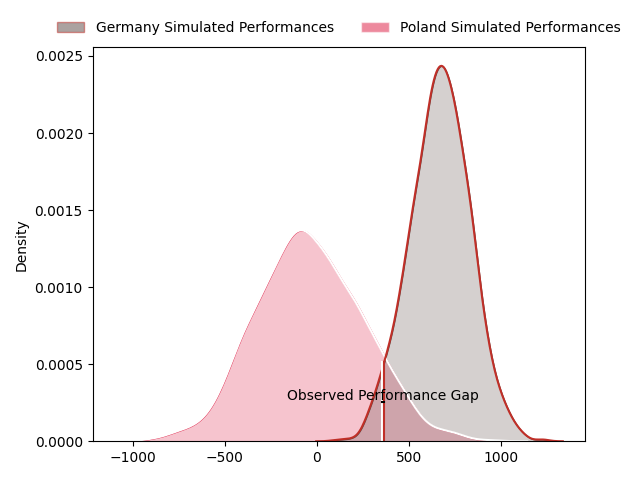 Germany Simulated Performances Poland Simulated Performances
0.0025
0.0020
0.0015
0.0010
0.0005
0.0000
Density
Observed Performance Gap
−1000 −500 0 500 1000